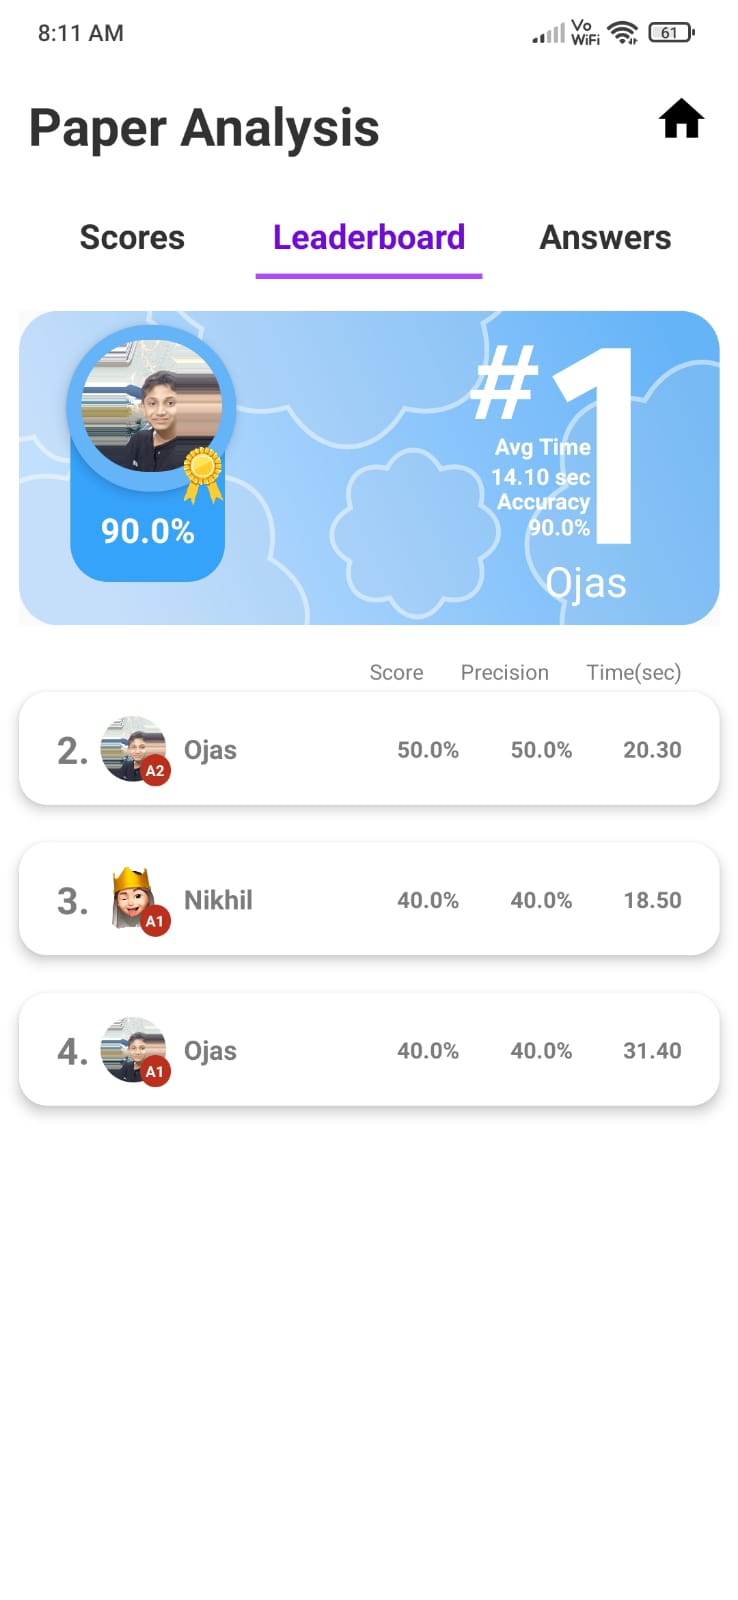 8:11 AM
Vo
WiFi
61
Paper Analysis
Scores Leaderboard Answers
#1
Avg Time
14.10 sec
Accuracy
90.0%
Ojas
90.0%
Score Precision Time(sec)
2. A2 Ojas 50.0% 50.0% 20.30
3. A1 Nikhil 40.0% 40.0% 18.50
4. A1 Ojas 40.0% 40.0% 31.40